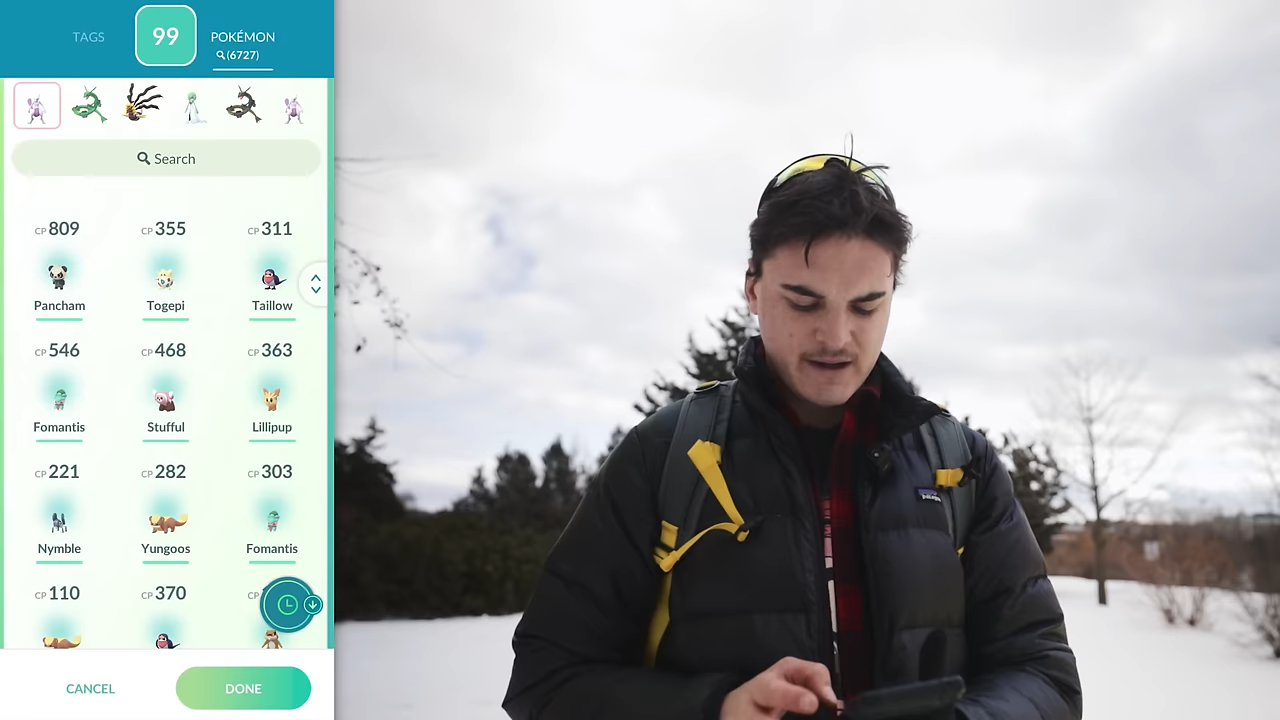 TAGS
99
POKÉMON
(6727)
Search
CP 809
CP 355
CP 311
Pancham
Togepi
Taillow
CP 546
CP 468
CP 363
Fomantis
Stufful
Lillipup
CP 221
CP 282
CP 303
Nymble
Yungoos
Fomantis
CP 110
CP 370
CP
CANCEL
DONE
patagonia